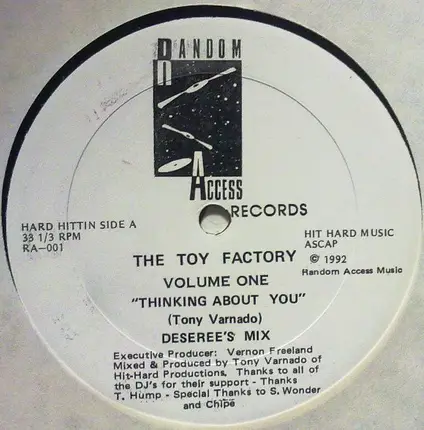 RANDOM
ACCESS
RECORDS
HARD HITTIN SIDE A
33 1/3 RPM
RA-001
HIT HARD MUSIC
ASCAP
© 1992
Random Access Music
THE TOY FACTORY
VOLUME ONE
"THINKING ABOUT YOU"
(Tony Varnado)
DESEREE'S MIX
Executive Producer: Vernon Freeland
Mixed & Produced by Tony Varnado of
Hit-Hard Productions. Thanks to all of
the DJ's for their support - Thanks
T. Hump - Special Thanks to S. Wonder
and Chipe